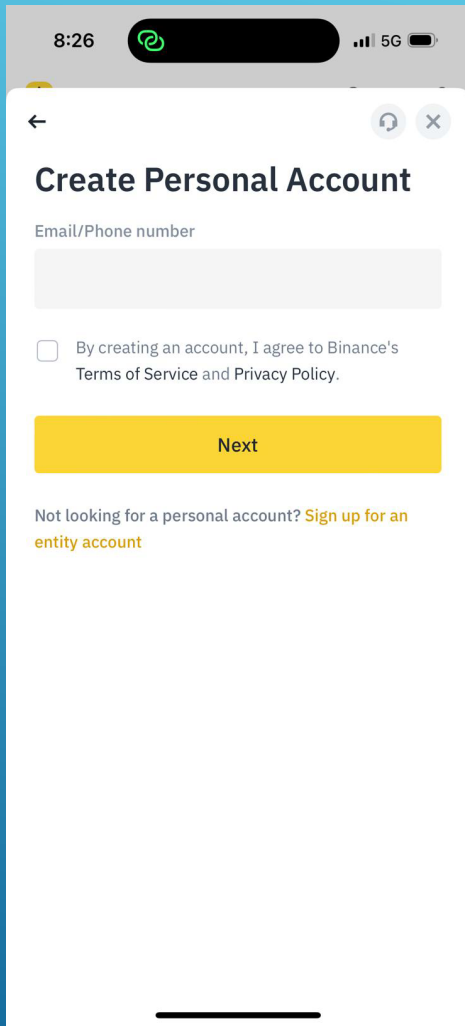 8:26
5G
Create Personal Account
Email/Phone number
By creating an account, I agree to Binance's
Terms of Service and Privacy Policy.
Next
Not looking for a personal account? Sign up for an
entity account